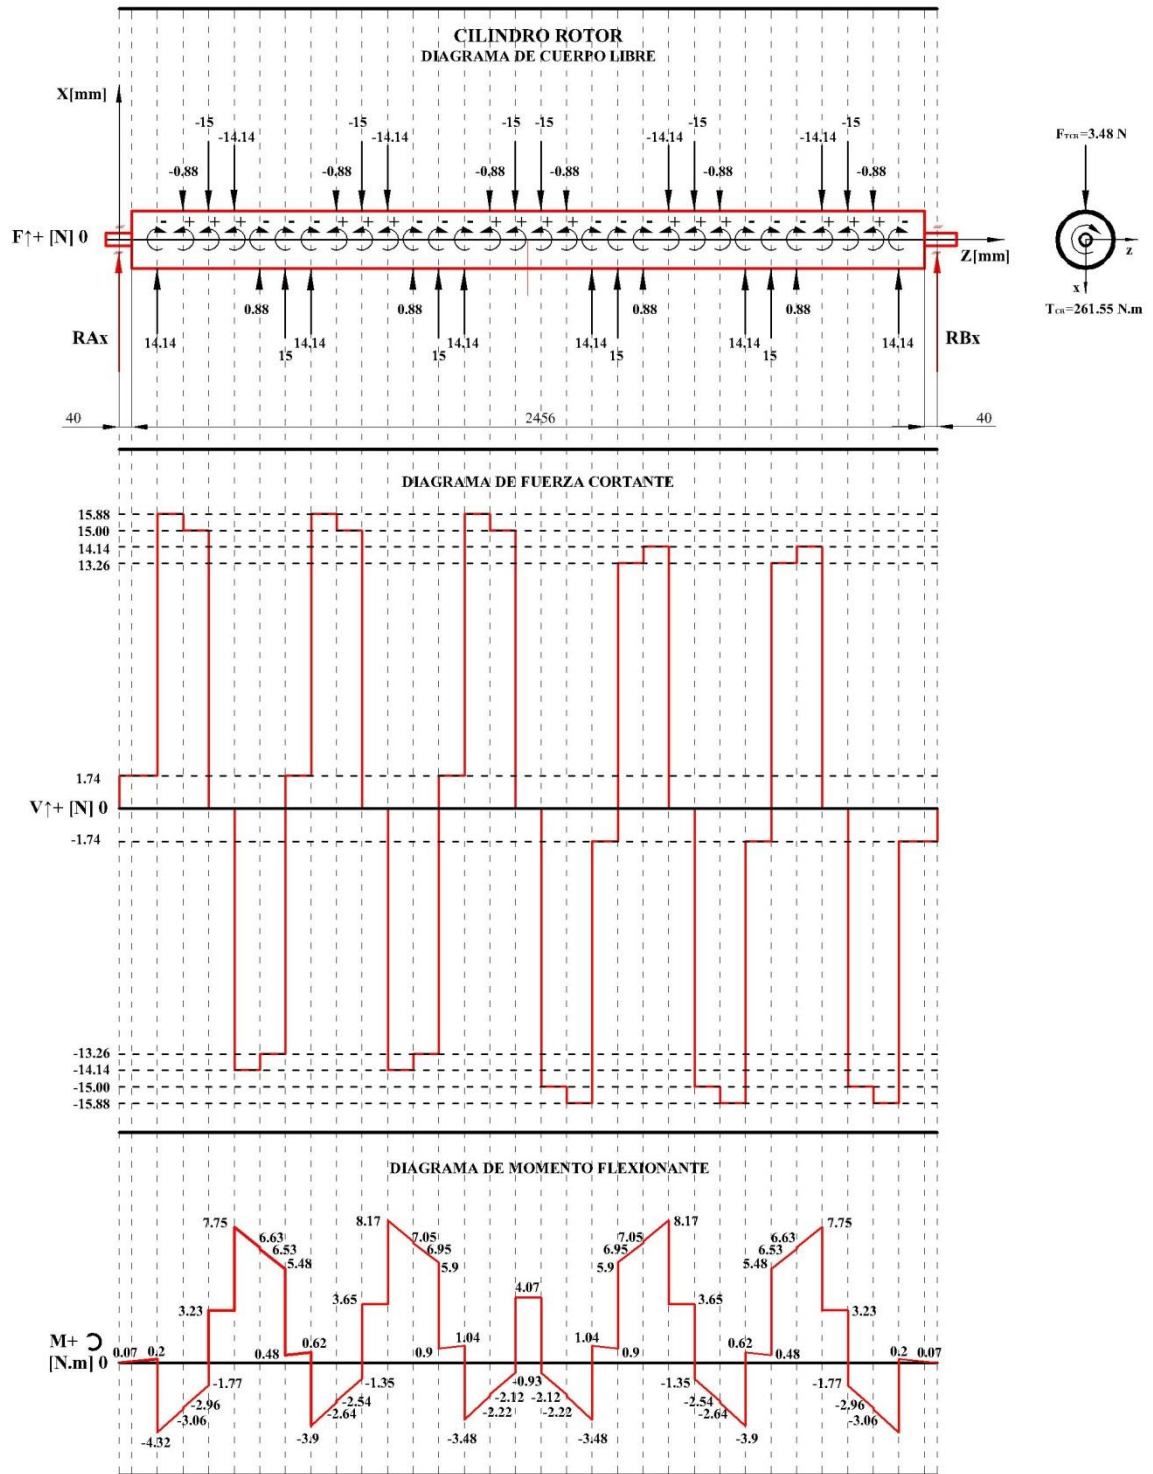 CILINDRO ROTOR
DIAGRAMA DE CUERPO LIBRE
X[mm]
-15 -15 -15 -15 -15 -15
-14.14 -14.14 -14.14 -14.14
-0.88 -0.88 -0.88 -0.88 -0.88 -0.88
- + + + - - - + + + - - - + + + + - - - + + + - - - + + + -
F↑+ [N] 0
Z[mm]
0.88 0.88 0.88 0.88
RAx 14.14 14.14 14.14 14.14 14.14 14.14 RBx
15 15 15 15
40 2456 40
F_TCR=3.48 N
z
x
T_CR=261.55 N.m
DIAGRAMA DE FUERZA CORTANTE
15.88
15.00
14.14
13.26
1.74
V↑+ [N] 0
-1.74
-13.26
-14.14
-15.00
-15.88
DIAGRAMA DE MOMENTO FLEXIONANTE
7.75 8.17 8.17 7.75
6.63 7.05 7.05 6.63
6.53 6.95 6.95 6.53
5.48 5.9 5.9 5.48
4.07
3.23 3.65 3.65 3.23
M+
[N.m] 0
0.07 0.2 0.48 0.62 0.9 1.04 1.04 0.9 0.62 0.48 0.2 0.07
-1.77 -1.35 -0.93 -1.35 -1.77
-2.96 -2.54 -2.12 -2.12 -2.54 -2.96
-3.06 -2.64 -2.22 -2.22 -2.64 -3.06
-4.32 -3.9 -3.48 -3.48 -3.9